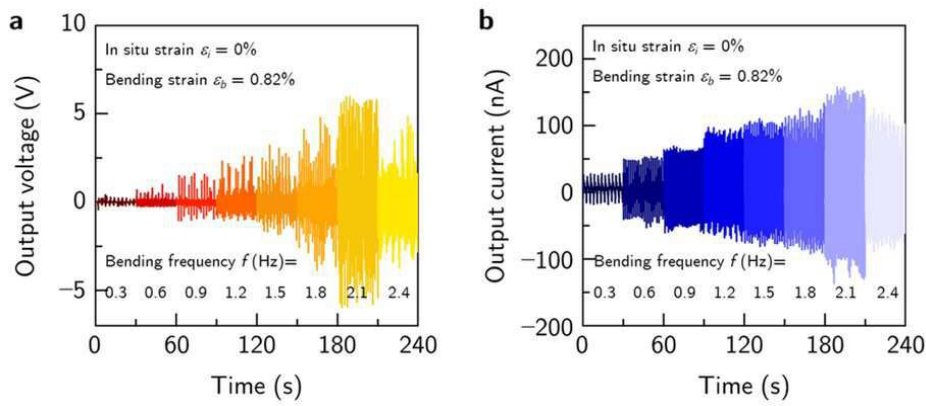 a
10
5
0
−5
Output voltage (V)
In situ strain εi = 0%
Bending strain εb = 0.82%
Bending frequency f (Hz)=
0.3 0.6 0.9 1.2 1.5 1.8 2.1 2.4
0 60 120 180 240
Time (s)
b
200
100
0
−100
−200
Output current (nA)
In situ strain εi = 0%
Bending strain εb = 0.82%
Bending frequency f (Hz)=
0.3 0.6 0.9 1.2 1.5 1.8 2.1 2.4
0 60 120 180 240
Time (s)